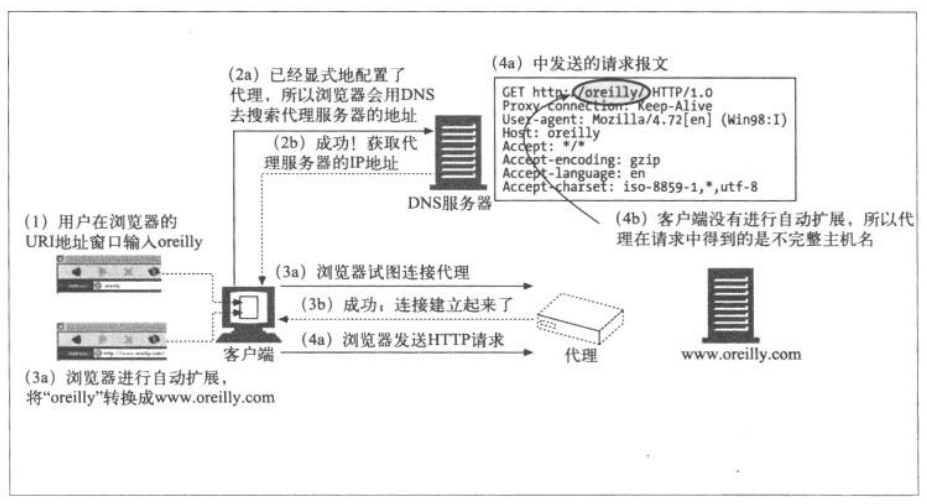 (2a) 已经显式地配置了
代理，所以浏览器会用DNS
去搜索代理服务器的地址
(2b) 成功！获取代
理服务器的IP地址
DNS服务器
(4a) 中发送的请求报文
GET http://oreilly/ HTTP/1.0
Proxy-connection: Keep-Alive
User-agent: Mozilla/4.72[en] (Win98:I)
Host: oreilly
Accept: */*
Accept-encoding: gzip
Accept-language: en
Accept-charset: iso-8859-1,*,utf-8
(4b) 客户端没有进行自动扩展，所以代
理在请求中得到的是不完整主机名
(1) 用户在浏览器的
URI地址窗口输入oreilly
(3a) 浏览器试图连接代理
(3b) 成功；连接建立起来了
(4a) 浏览器发送HTTP请求
客户端
代理
www.oreilly.com
(3a) 浏览器进行自动扩展，
将“oreilly”转换成www.oreilly.com